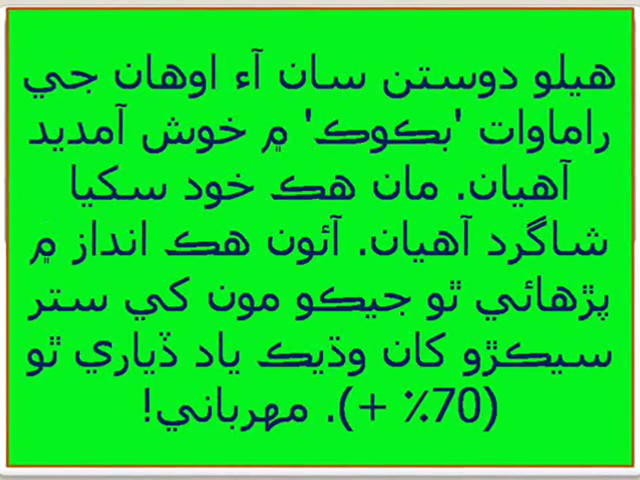 هيلو دوستن سان آء اوهان جي
راماوات 'بڪوڪ' ۾ خوش آمديد
آهيان. مان هڪ خود سکيا
شاگرد آهيان. آئون هڪ انداز ۾
پڙهائي ٿو جيڪو مون کي ستر
سيڪڙو کان وڌيڪ ياد ڏياري ٿو
(70٪ +). مهرباني!